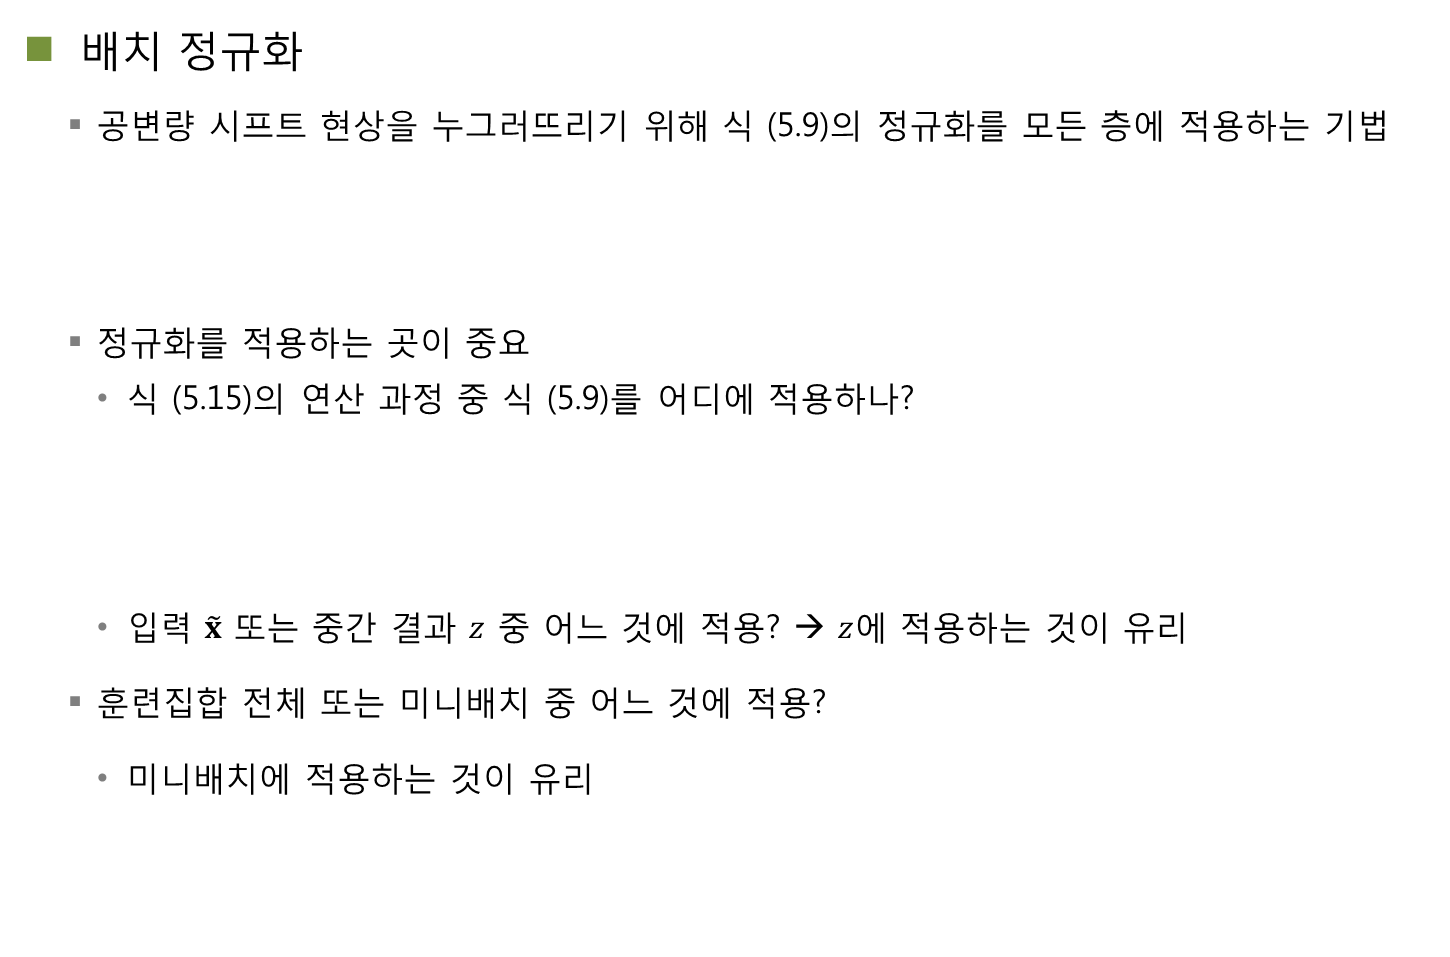 배치 정규화
공변량 시프트 현상을 누그러뜨리기 위해 식 (5.9)의 정규화를 모든 층에 적용하는 기법
정규화를 적용하는 곳이 중요
식 (5.15)의 연산 과정 중 식 (5.9)를 어디에 적용하나?
입력 x̃ 또는 중간 결과 z 중 어느 것에 적용? → z에 적용하는 것이 유리
훈련집합 전체 또는 미니배치 중 어느 것에 적용?
미니배치에 적용하는 것이 유리